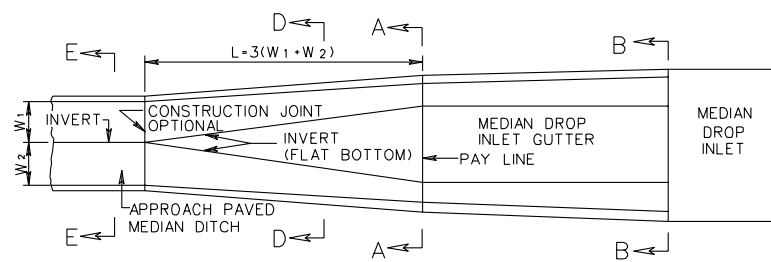 D
A
E
L=3(W1+W2)
B
W1
CONSTRUCTION JOINT
OPTIONAL
INVERT
INVERT
(FLAT BOTTOM)
MEDIAN DROP
INLET GUTTER
MEDIAN
DROP
INLET
PAY LINE
W2
APPROACH PAVED
MEDIAN DITCH
E
D
A
B